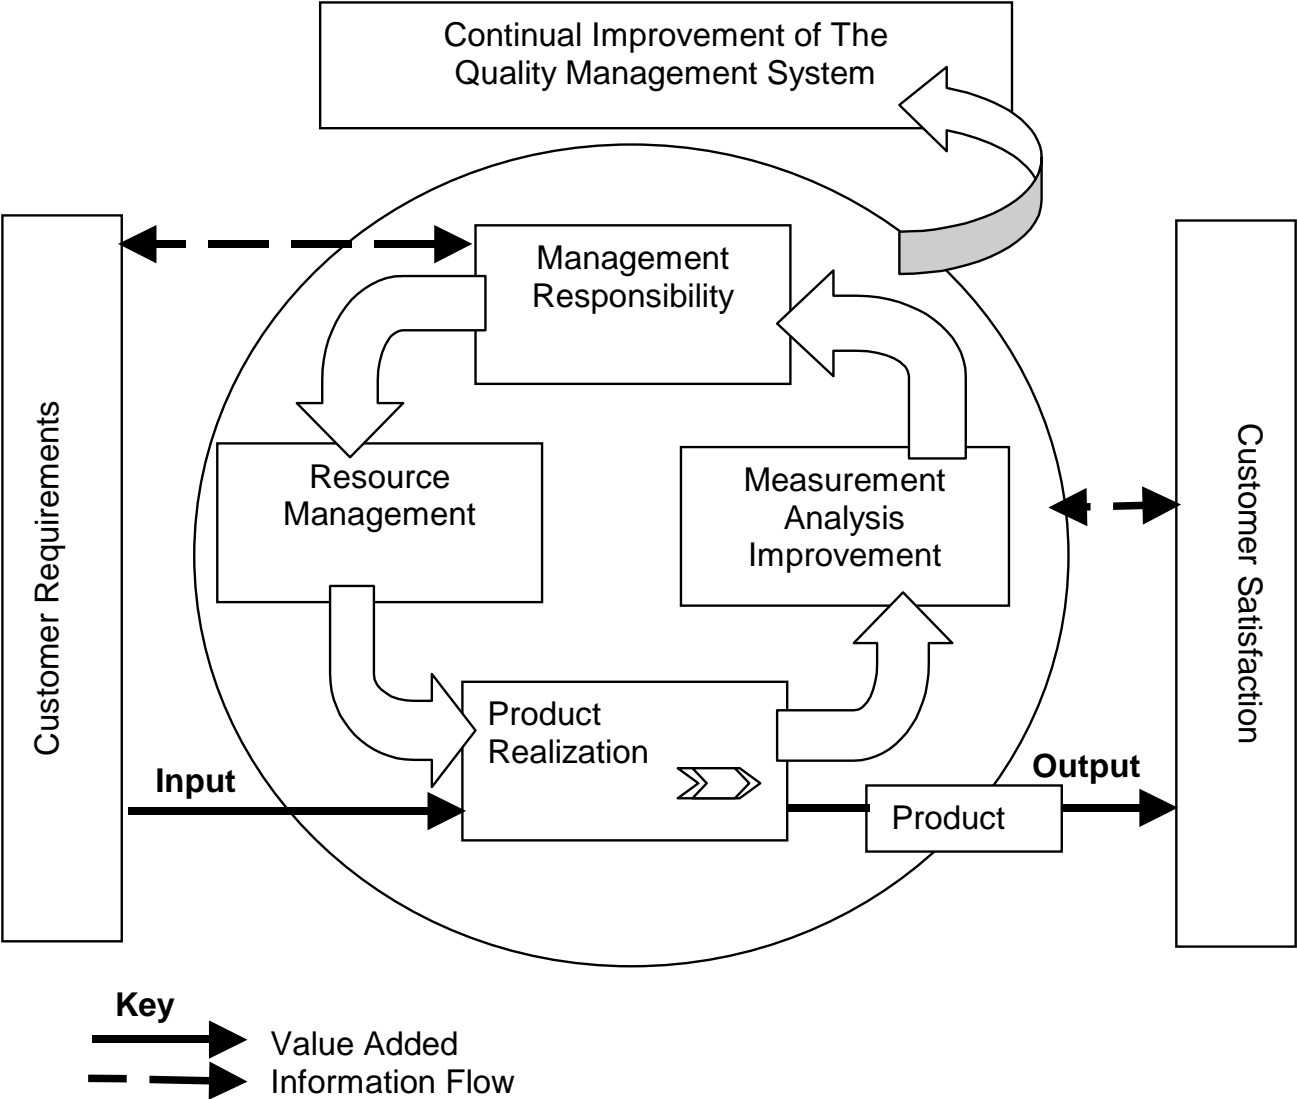 Continual Improvement of The
Quality Management System
Management
Responsibility
Customer Requirements
Resource
Management
Measurement
Analysis
Improvement
Customer Satisfaction
Product
Realization
Input
Output
Product
Key
Value Added
Information Flow